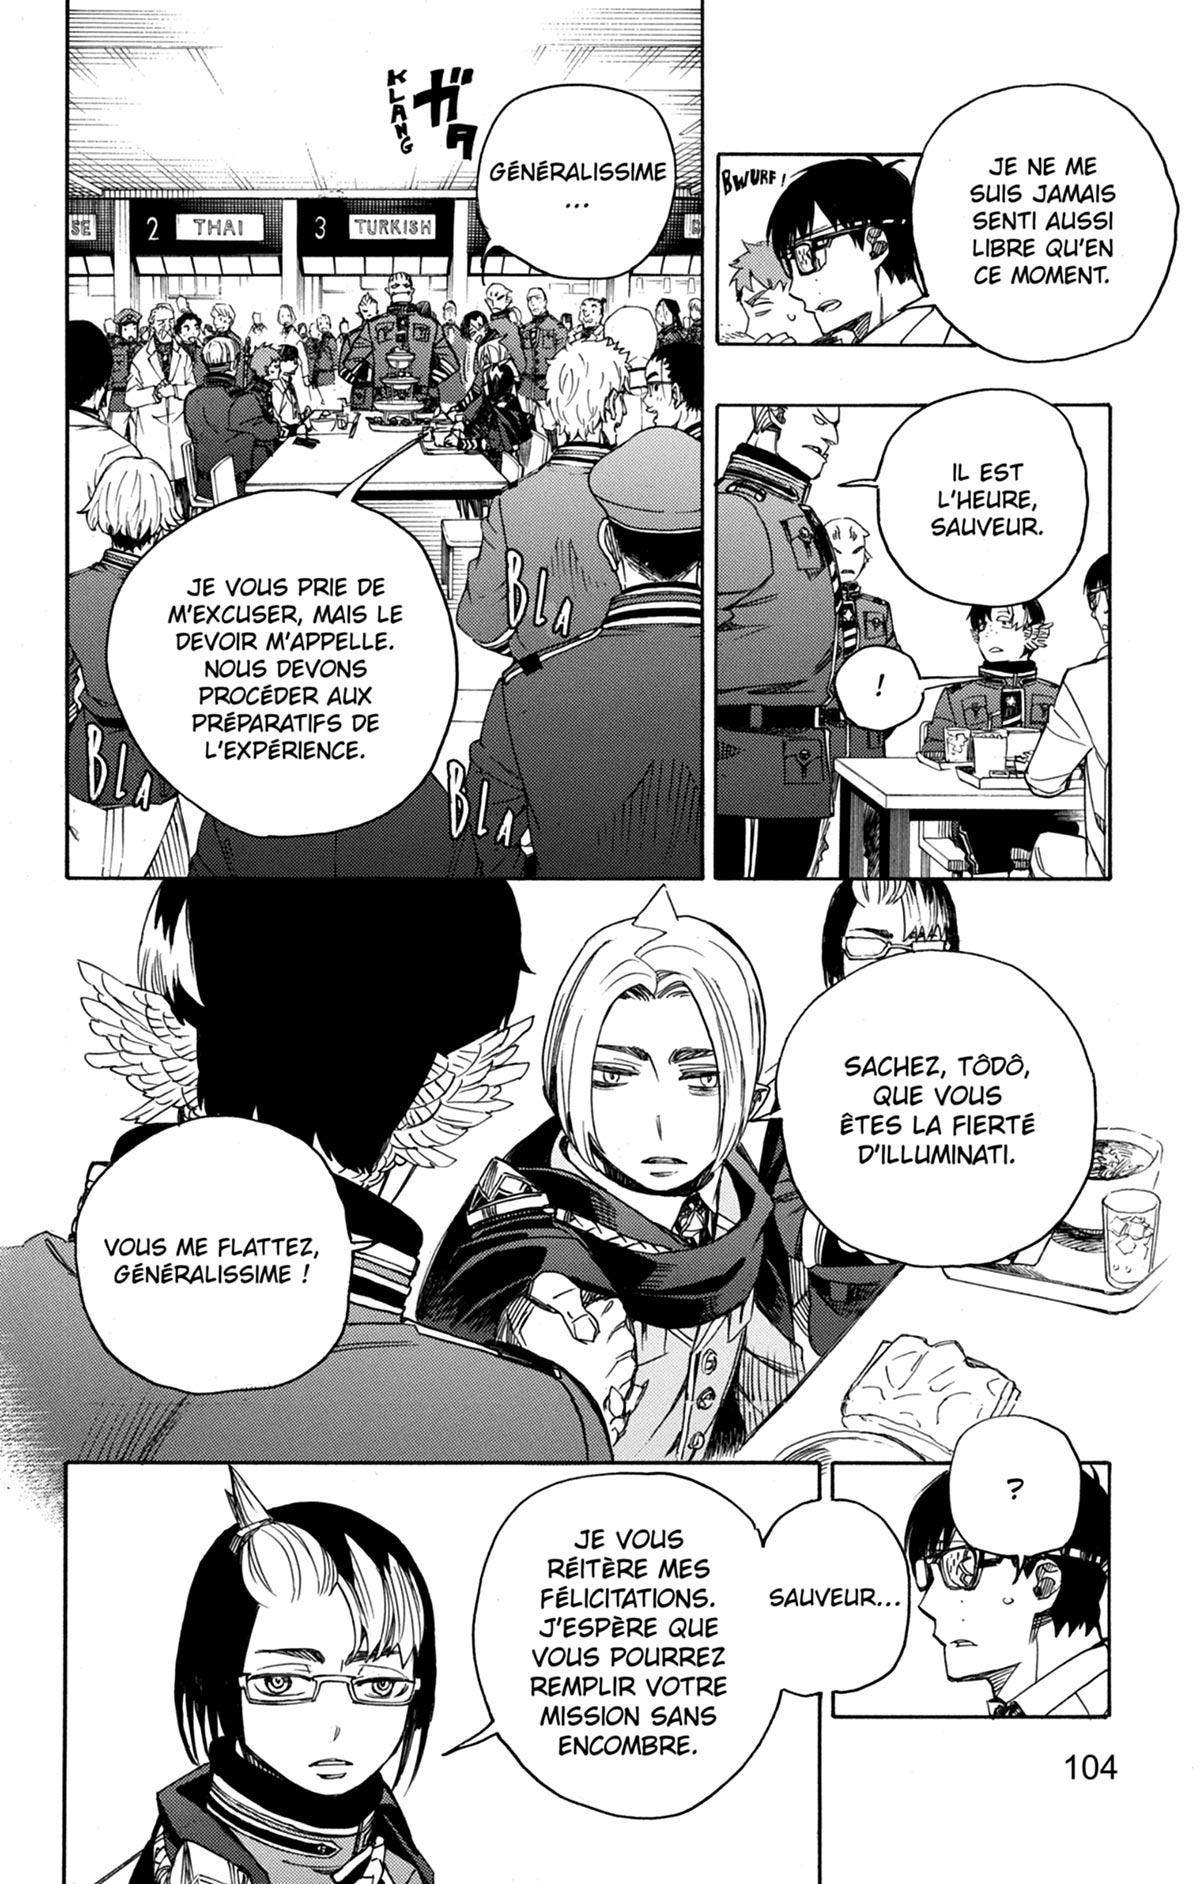 JE NE ME
SUIS JAMAIS
SENTI AUSSI
LIBRE QU'EN
CE MOMENT.
BWURF!
IL EST
L'HEURE,
SAUVEUR.
!
GÉNÉRALISSIME
...
ガタ
KLANG
SE
2 THAI
3 TURKISH
JE VOUS PRIE DE
M'EXCUSER, MAIS LE
DEVOIR M'APPELLE.
NOUS DEVONS
PROCÉDER AUX
PRÉPARATIFS DE
L'EXPÉRIENCE.
BLA
BLA
BLA
SACHEZ, TÔDÔ,
QUE VOUS
ÊTES LA FIERTÉ
D'ILLUMINATI.
VOUS ME FLATTEZ,
GÉNÉRALISSIME !
?
SAUVEUR...
JE VOUS
RÉITÈRE MES
FÉLICITATIONS.
J'ESPÈRE QUE
VOUS POURREZ
REMPLIR VOTRE
MISSION SANS
ENCOMBRE.
104